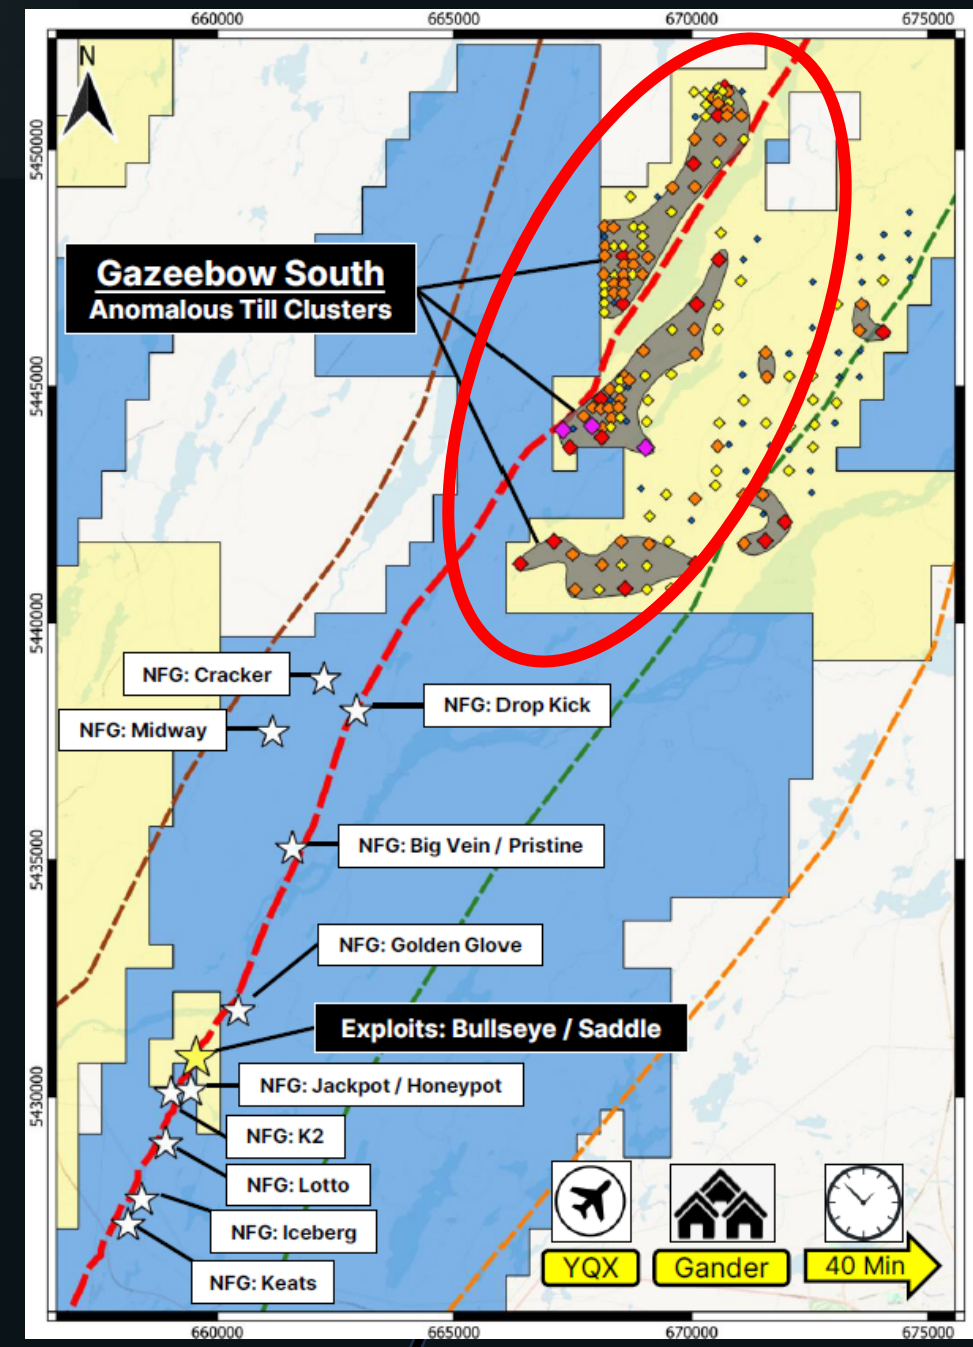 660000
665000
670000
675000
N
5450000
5445000
5440000
5435000
5430000
Gazeebow South
Anomalous Till Clusters
NFG: Cracker
NFG: Drop Kick
NFG: Midway
NFG: Big Vein / Pristine
NFG: Golden Glove
Exploits: Bullseye / Saddle
NFG: Jackpot / Honeypot
NFG: K2
NFG: Lotto
NFG: Iceberg
NFG: Keats
YQX
Gander
40 Min
660000
665000
670000
675000